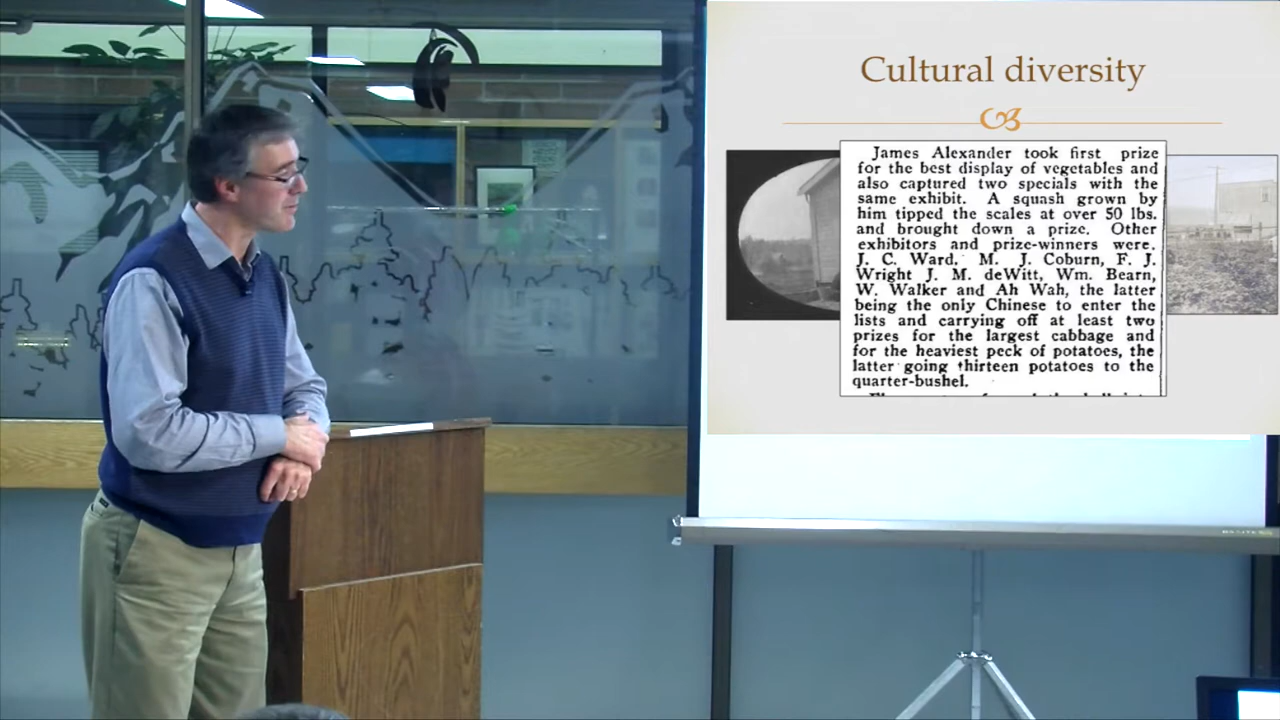 Cultural diversity
James Alexander took first prize
for the best display of vegetables and
also captured two specials with the
same exhibit. A squash grown by
him tipped the scales at over 50 lbs.
and brought down a prize. Other
exhibitors and prize-winners were.
J. C. Ward, M. J. Coburn, F. J.
Wright J. M. deWitt, Wm. Bearn,
W. Walker and Ah Wah, the latter
being the only Chinese to enter the
lists and carrying off at least two
prizes for the largest cabbage and
for the heaviest peck of potatoes, the
latter going thirteen potatoes to the
quarter-bushel.